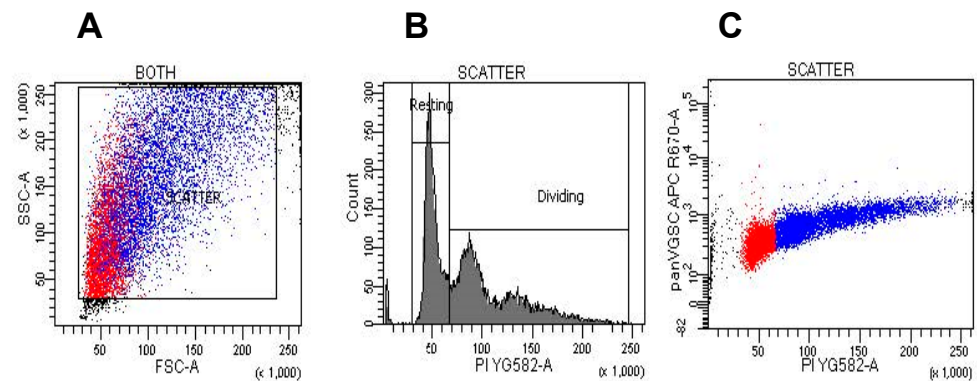 A B C
BOTH
SSC-A
(x 1,000)
50 100 150 200 250
50 100 150 200 250
FSC-A
(x 1,000)
SCATTER
SCATTER
Count
0 50 100 150 200 250 300
Resting
Dividing
50 100 150 200 250
PI YG582-A
(x 1,000)
SCATTER
panVGSC APC R670-A
-82 0 10^2 10^3 10^4 10^5
50 100 150 200 250
PI YG582-A
(x 1,000)